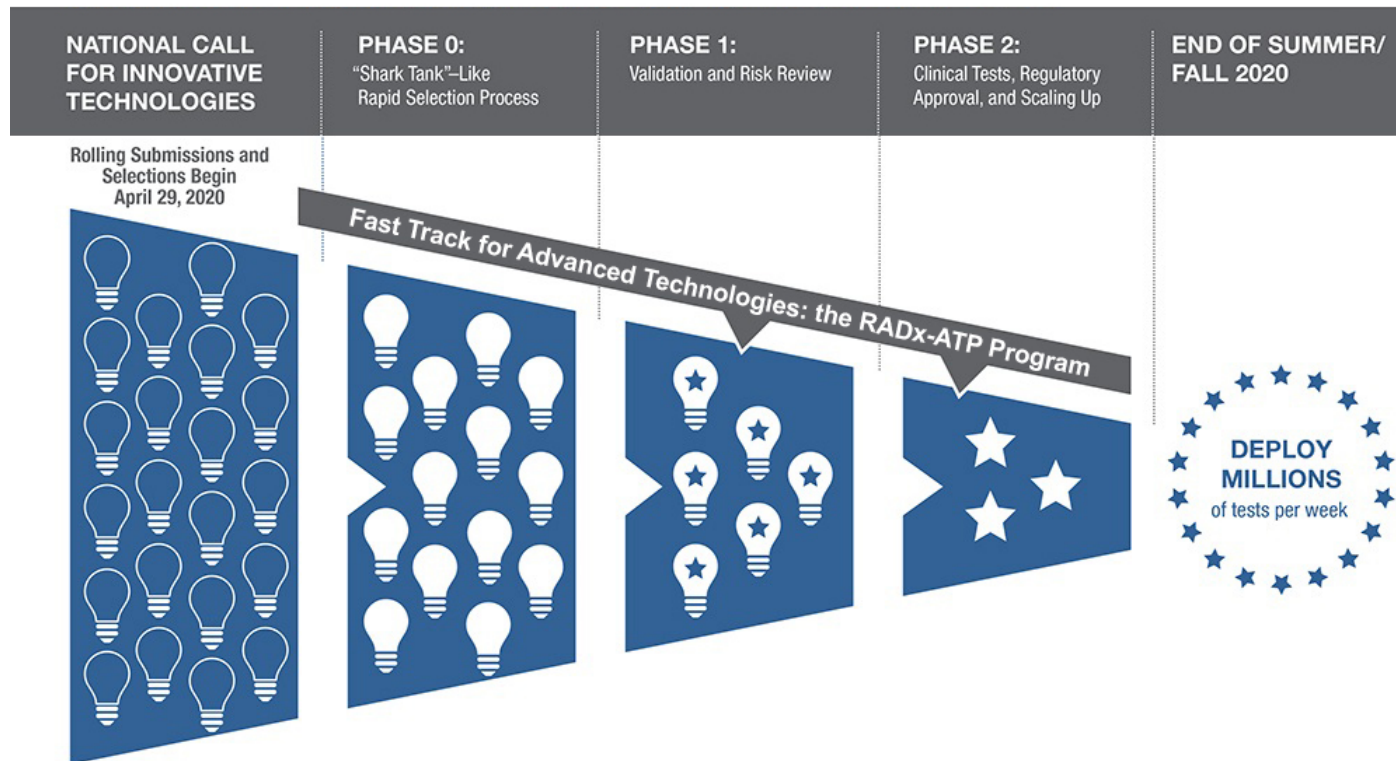 NATIONAL CALL
FOR INNOVATIVE
TECHNOLOGIES
PHASE 0:
“Shark Tank”–Like
Rapid Selection Process
PHASE 1:
Validation and Risk Review
PHASE 2:
Clinical Tests, Regulatory
Approval, and Scaling Up
END OF SUMMER/
FALL 2020
Rolling Submissions and
Selections Begin
April 29, 2020
Fast Track for Advanced Technologies: the RADx-ATP Program
DEPLOY
MILLIONS
of tests per week